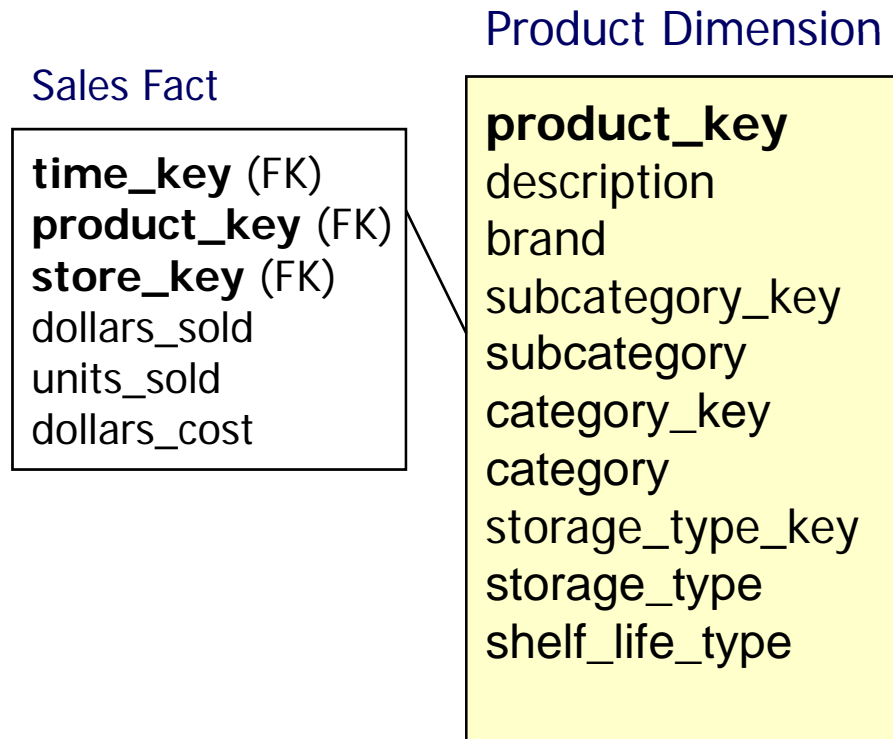 Sales Fact
time_key (FK)
product_key (FK)
store_key (FK)
dollars_sold
units_sold
dollars_cost
Product Dimension
product_key
description
brand
subcategory_key
subcategory
category_key
category
storage_type_key
storage_type
shelf_life_type